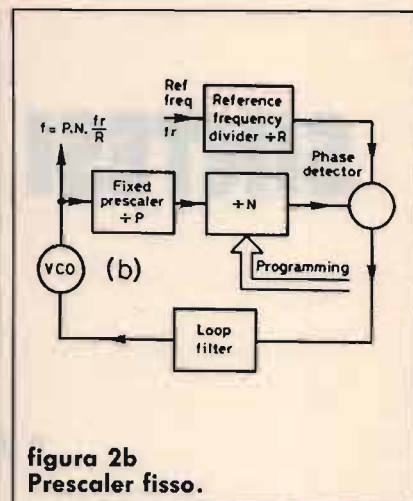 Ref
freq
fr
Reference
frequency
divider ÷R
f = P.N. fr/R
Phase
detector
Fixed
prescaler
÷ P
÷N
VCO
(b)
Programming
Loop
filter
figura 2b
Prescaler fisso.